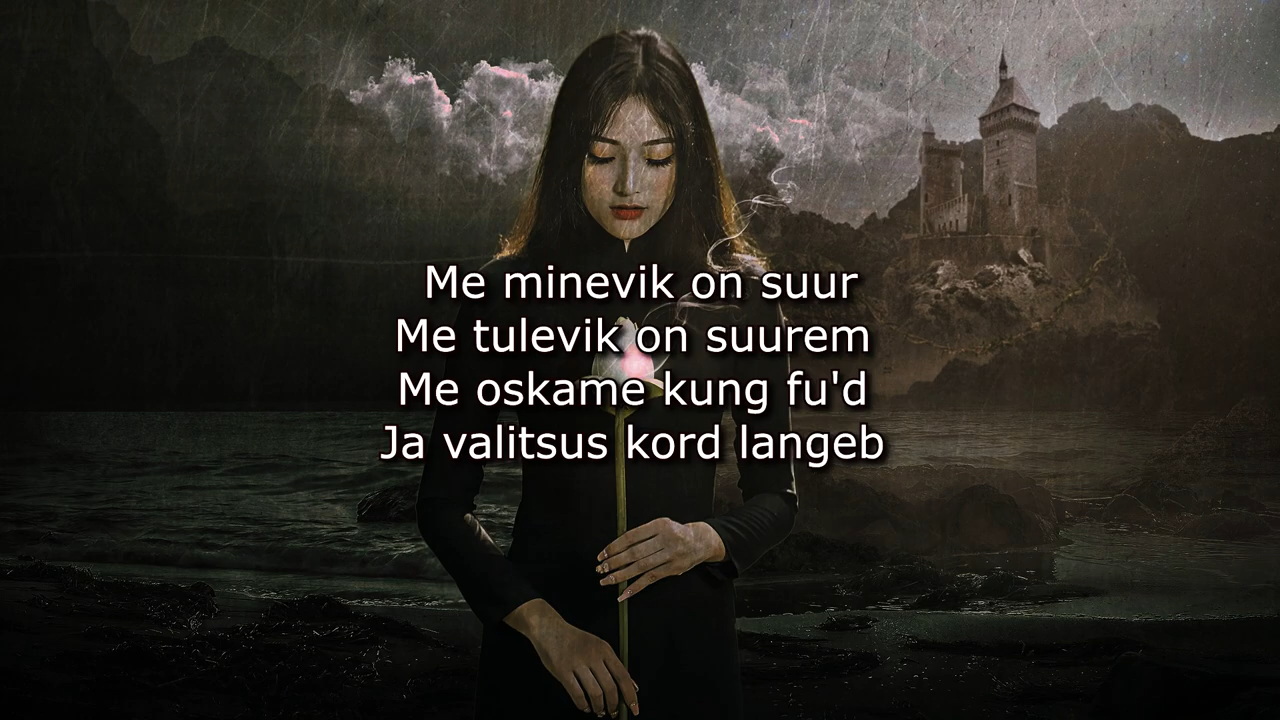 Me minevik on suur
Me tulevik on suurem
Me oskame kung fu'd
Ja valitsus kord langeb